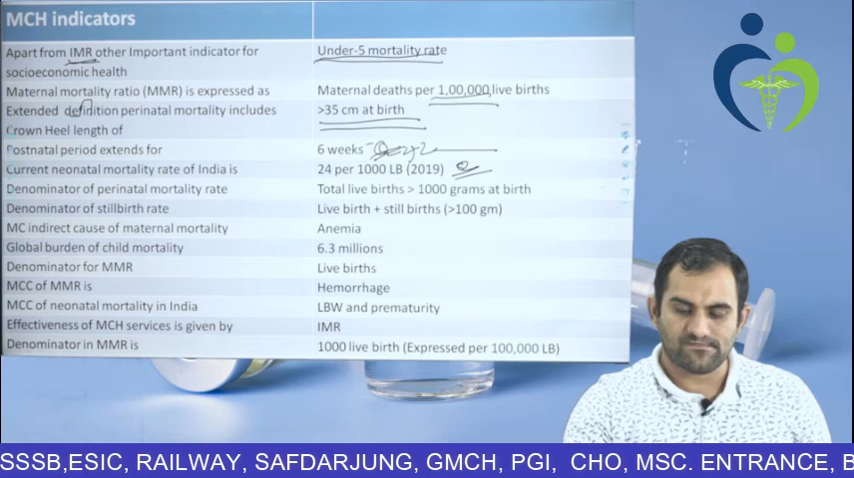 MCH indicators
Apart from IMR other Important indicator for socioeconomic health Under-5 mortality rate
Maternal mortality ratio (MMR) is expressed as Maternal deaths per 1,00,000 live births
Extended definition perinatal mortality includes Crown Heel length of >35 cm at birth
Postnatal period extends for 6 weeks
Current neonatal mortality rate of India is 24 per 1000 LB (2019)
Denominator of perinatal mortality rate Total live births > 1000 grams at birth
Denominator of stillbirth rate Live birth + still births (>100 gm)
MC indirect cause of maternal mortality Anemia
Global burden of child mortality 6.3 millions
Denominator for MMR Live births
MCC of MMR is Hemorrhage
MCC of neonatal mortality in India LBW and prematurity
Effectiveness of MCH services is given by IMR
Denominator in MMR is 1000 live birth (Expressed per 100,000 LB)
SSSB,ESIC, RAILWAY, SAFDARJUNG, GMCH, PGI, CHO, MSC. ENTRANCE, B